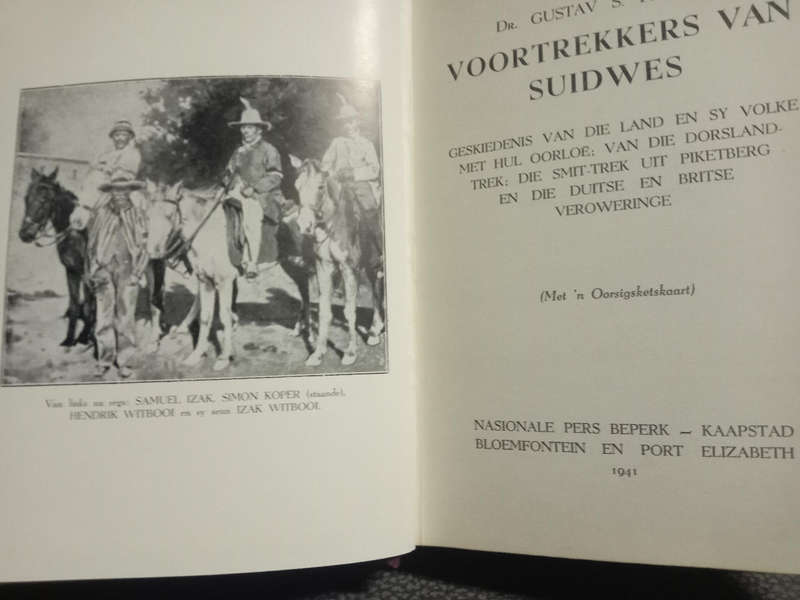 Van links na regs: SAMUEL IZAK, SIMON KOPER (staande),
HENDRIK WITBOOI en sy seun IZAK WITBOOI.
DR. GUSTAV S.
VOORTREKKERS VAN
SUIDWES
GESKIEDENIS VAN DIE LAND EN SY VOLKE
MET HUL OORLOË: VAN DIE DORSLAND-
TREK: DIE SMIT-TREK UIT PIKETBERG
EN DIE DUITSE EN BRITSE
VEROWERINGE
(Met 'n Oorsigsketskaart)
NASIONALE PERS BEPERK — KAAPSTAD
BLOEMFONTEIN EN PORT ELIZABETH
1941